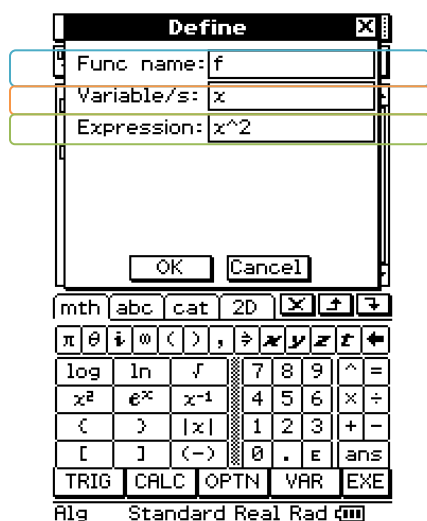 Define X
Func name: f
Variable/s: x
Expression: x^2
OK Cancel
mth abc cat 2D
π θ i ∞ ( ) , ⇒ x y z t ←
log ln √ 7 8 9 ^ =
x² eˣ x⁻¹ 4 5 6 × ÷
( ) |x| 1 2 3 + −
[ ] (−) 0 . E ans
TRIG CALC OPTN VAR EXE
Alg Standard Real Rad